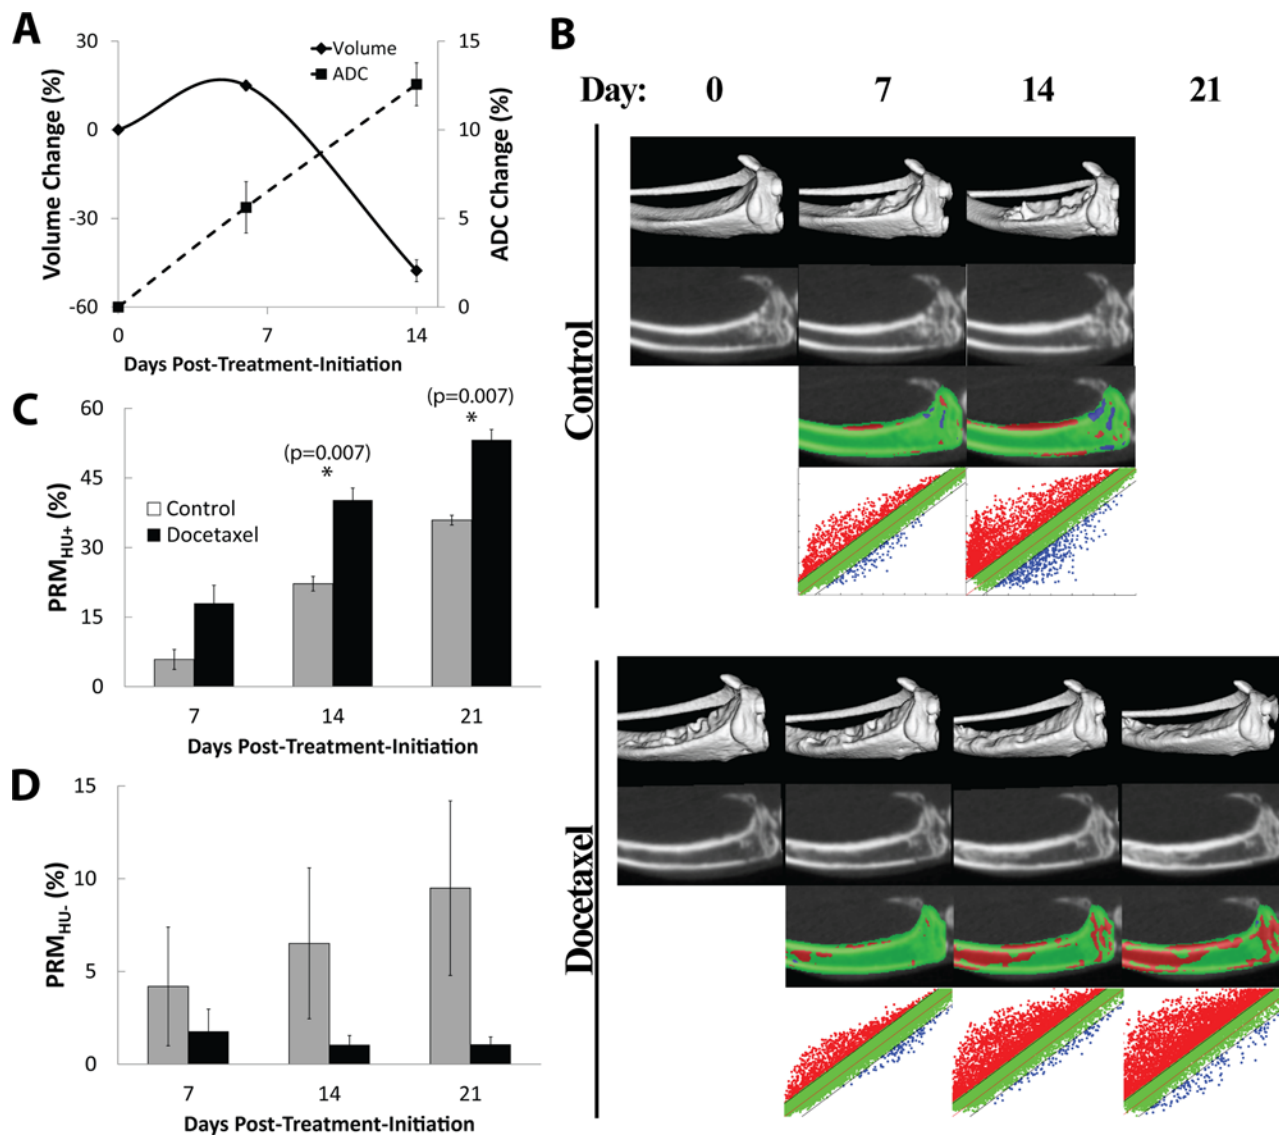 A
30
0
-30
-60
Volume Change (%)
Volume
ADC
15
10
5
0
ADC Change (%)
0
7
14
Days Post-Treatment-Initiation
B
Day:
0
7
14
21
Control
Docetaxel
C
60
45
30
15
0
PRMHU+ (%)
Control
Docetaxel
(p=0.007)
*
(p=0.007)
*
7
14
21
Days Post-Treatment-Initiation
D
15
10
5
0
PRMHU- (%)
7
14
21
Days Post-Treatment-Initiation